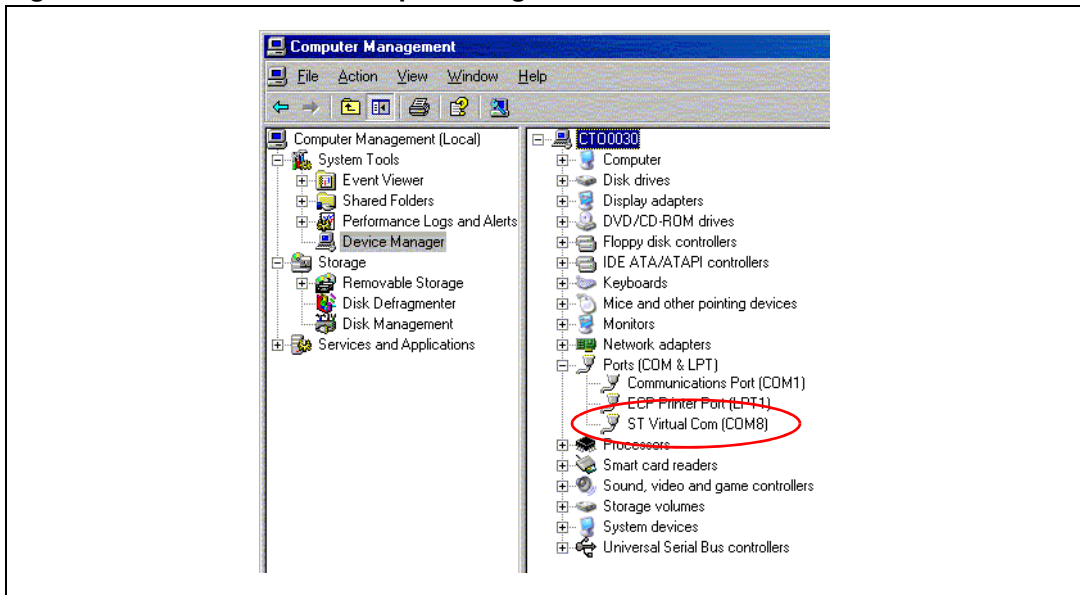 Computer Management
File Action View Window Help
Computer Management (Local)
System Tools
Event Viewer
Shared Folders
Performance Logs and Alerts
Device Manager
Storage
Removable Storage
Disk Defragmenter
Disk Management
Services and Applications
CTO0030
Computer
Disk drives
Display adapters
DVD/CD-ROM drives
Floppy disk controllers
IDE ATA/ATAPI controllers
Keyboards
Mice and other pointing devices
Monitors
Network adapters
Ports (COM & LPT)
Communications Port (COM1)
ECP Printer Port (LPT1)
ST Virtual Com (COM8)
Processors
Smart card readers
Sound, video and game controllers
Storage volumes
System devices
Universal Serial Bus controllers